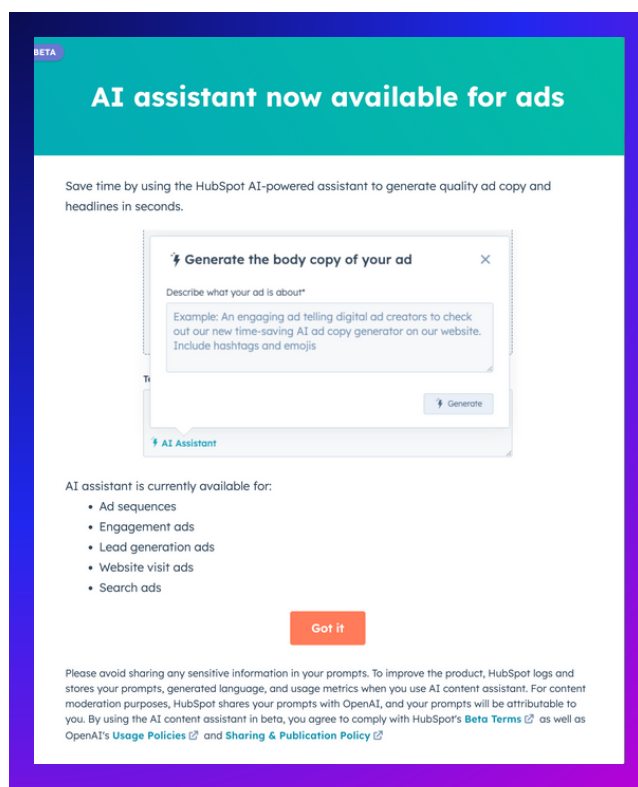 BETA
AI assistant now available for ads
Save time by using the HubSpot AI-powered assistant to generate quality ad copy and
headlines in seconds.
Generate the body copy of your ad
Describe what your ad is about*
Example: An engaging ad telling digital ad creators to check
out our new time-saving AI ad copy generator on our website.
Include hashtags and emojis
Generate
AI Assistant
AI assistant is currently available for:
• Ad sequences
• Engagement ads
• Lead generation ads
• Website visit ads
• Search ads
Got it
Please avoid sharing any sensitive information in your prompts. To improve the product, HubSpot logs and
stores your prompts, generated language, and usage metrics when you use AI content assistant. For content
moderation purposes, HubSpot shares your prompts with OpenAI, and your prompts will be attributable to
you. By using the AI content assistant in beta, you agree to comply with HubSpot's Beta Terms as well as
OpenAI's Usage Policies and Sharing & Publication Policy